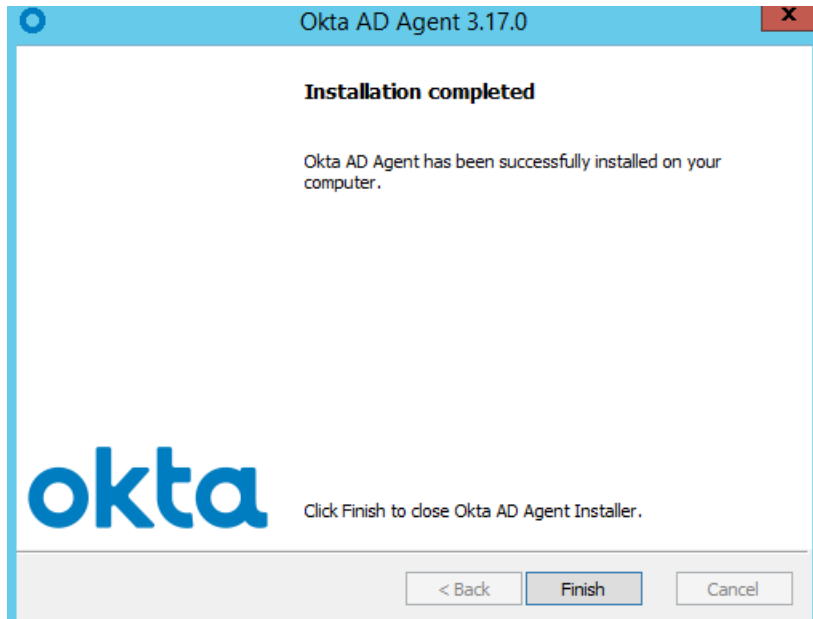 Okta AD Agent 3.17.0
x
Installation completed
Okta AD Agent has been successfully installed on your
computer.
okta
Click Finish to close Okta AD Agent Installer.
< Back Finish Cancel